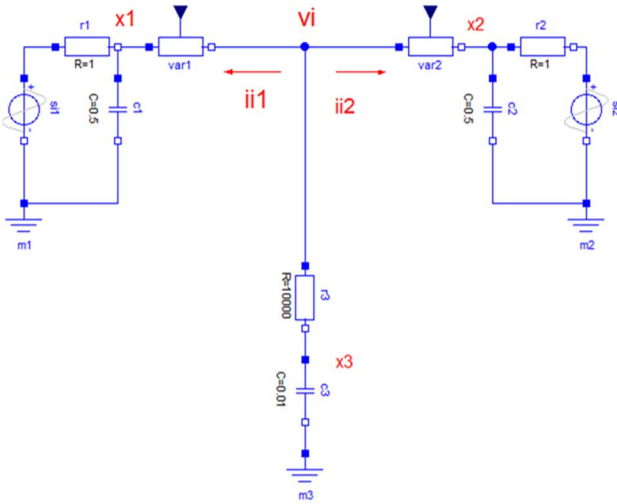 x1
vi
x2
r1
r2
R=1
var1
var2
R=1
ii1
ii2
si1
C=0.5
c1
C=0.5
c2
m1
m2
R=10000
r3
x3
C=0.01
c3
m3